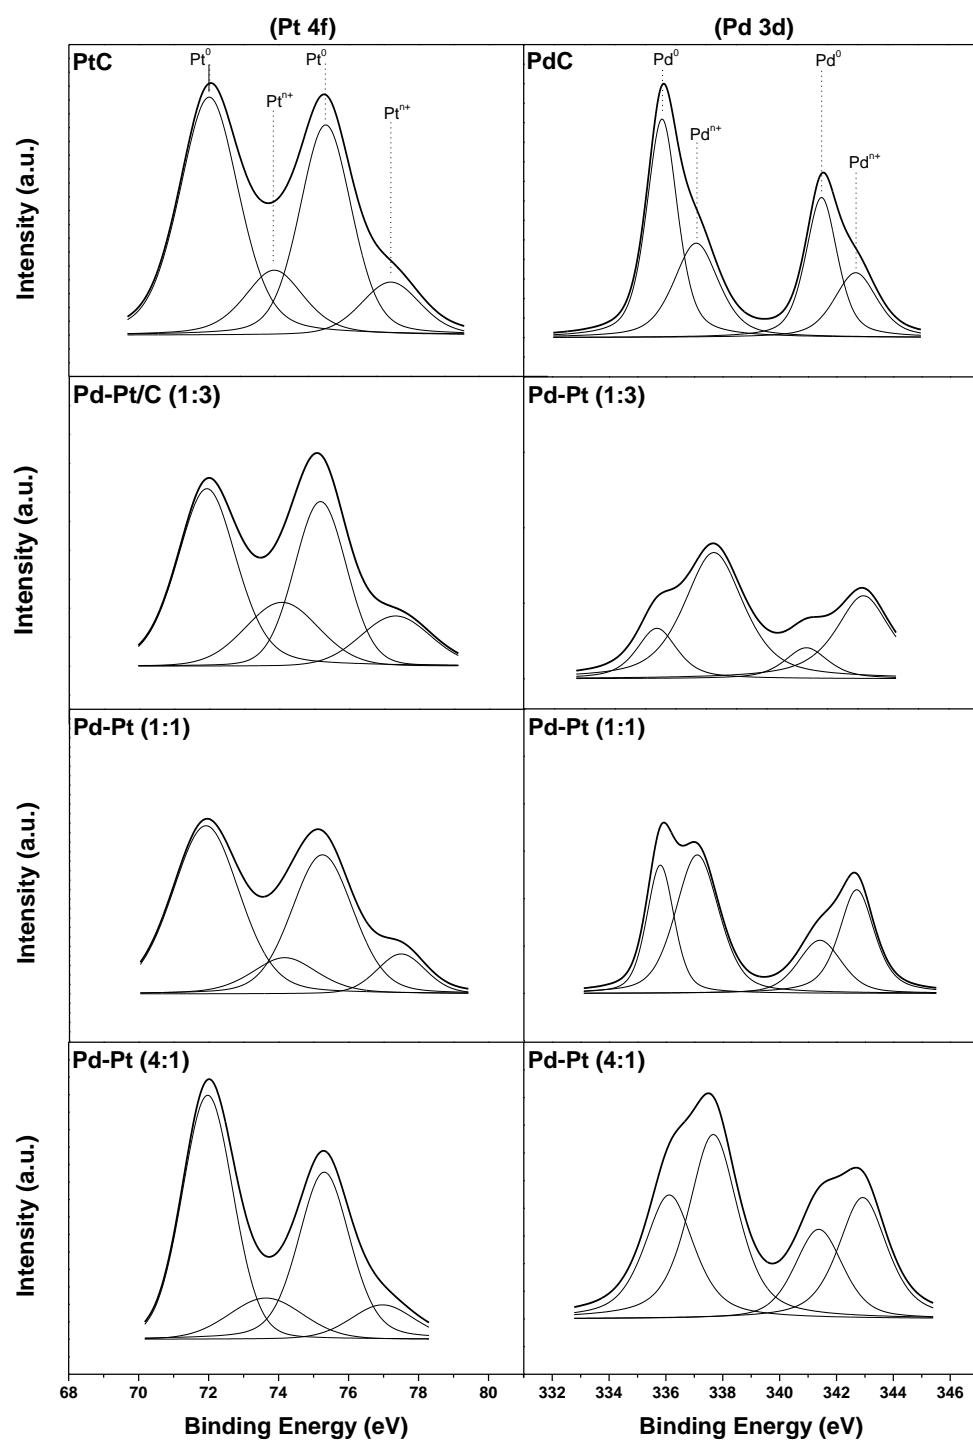 (Pt 4f)
(Pd 3d)
PtC
Pt⁰
Pt⁰
Ptⁿ⁺
Ptⁿ⁺
PdC
Pd⁰
Pd⁰
Pdⁿ⁺
Pdⁿ⁺
Intensity (a.u.)
Pd-Pt/C (1:3)
Pd-Pt (1:3)
Intensity (a.u.)
Pd-Pt (1:1)
Pd-Pt (1:1)
Intensity (a.u.)
Pd-Pt (4:1)
Pd-Pt (4:1)
Intensity (a.u.)
68 70 72 74 76 78 80
332 334 336 338 340 342 344 346
Binding Energy (eV)
Binding Energy (eV)